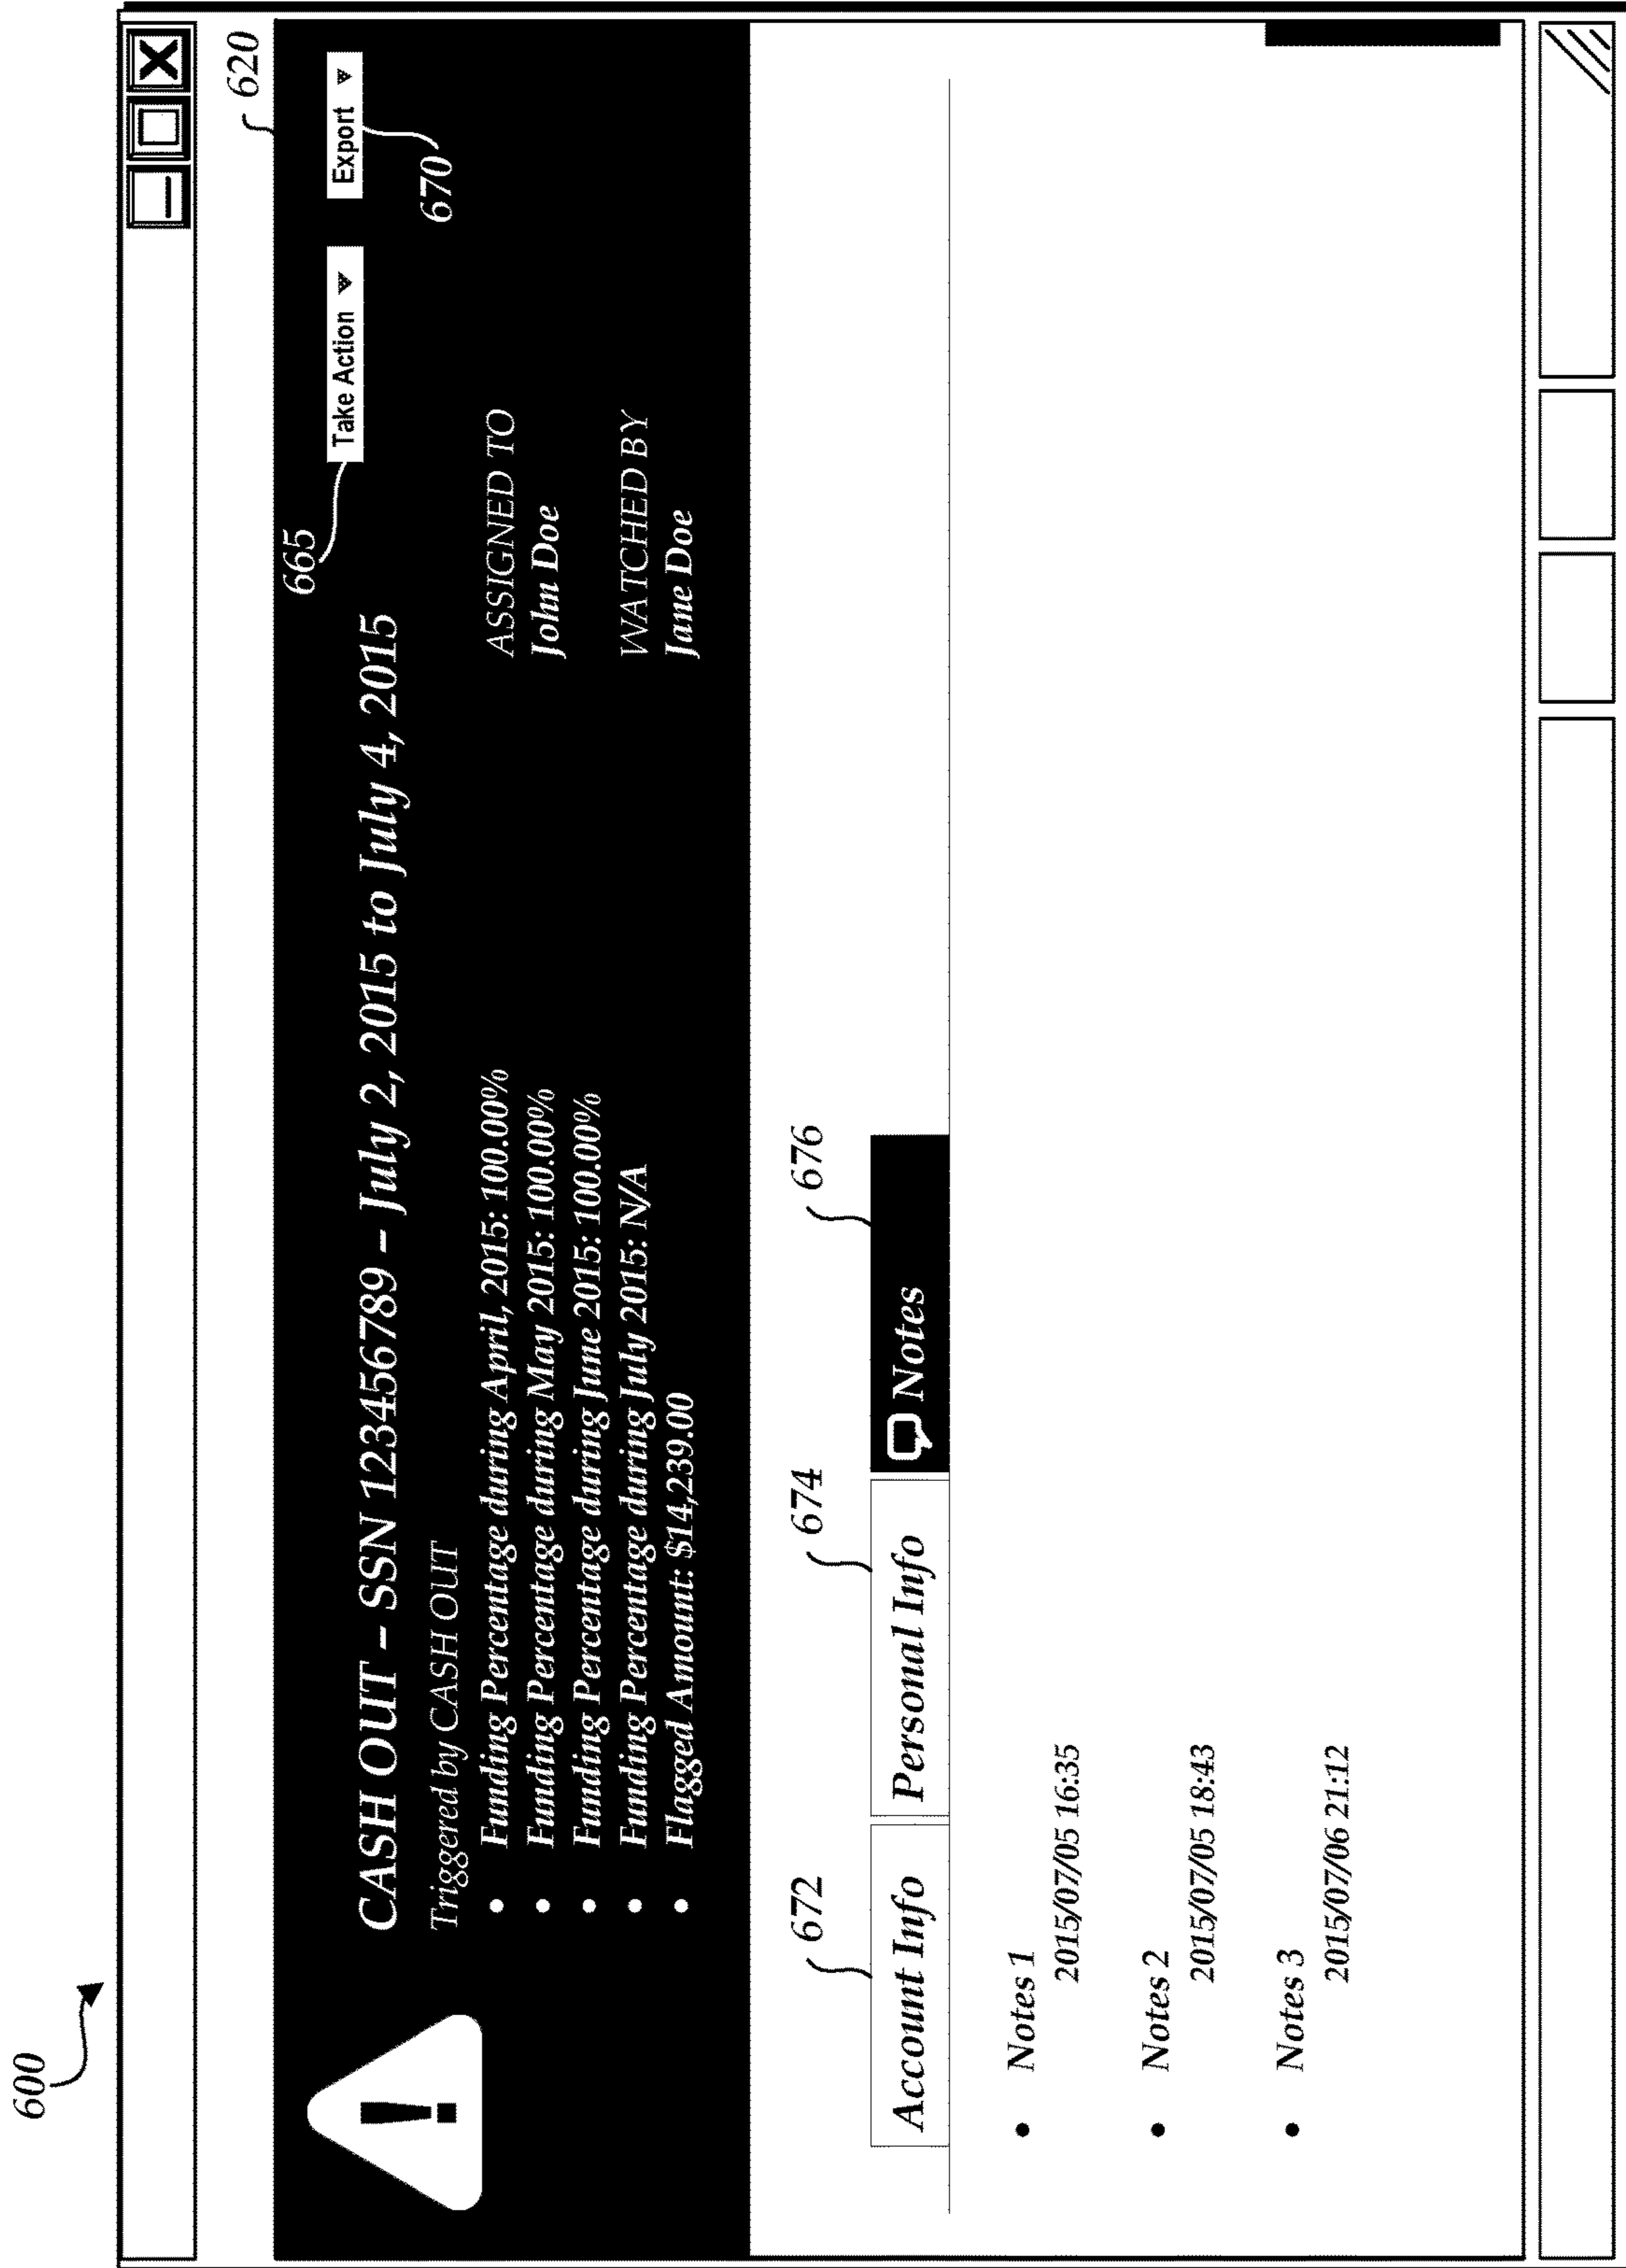 600
620
665
Take Action
Export
670
CASH OUT – SSN 123456789 – July 2, 2015 to July 4, 2015
Triggered by CASH OUT
• Funding Percentage during April, 2015: 100.00%
• Funding Percentage during May 2015: 100.00%
• Funding Percentage during June 2015: 100.00%
• Funding Percentage during July 2015: N/A
• Flagged Amount: $14,239.00
ASSIGNED TO
John Doe
WATCHED BY
Jane Doe
672
674
676
Account Info
Personal Info
Notes
• Notes 1
2015/07/05 16:35
• Notes 2
2015/07/05 18:43
• Notes 3
2015/07/06 21:12